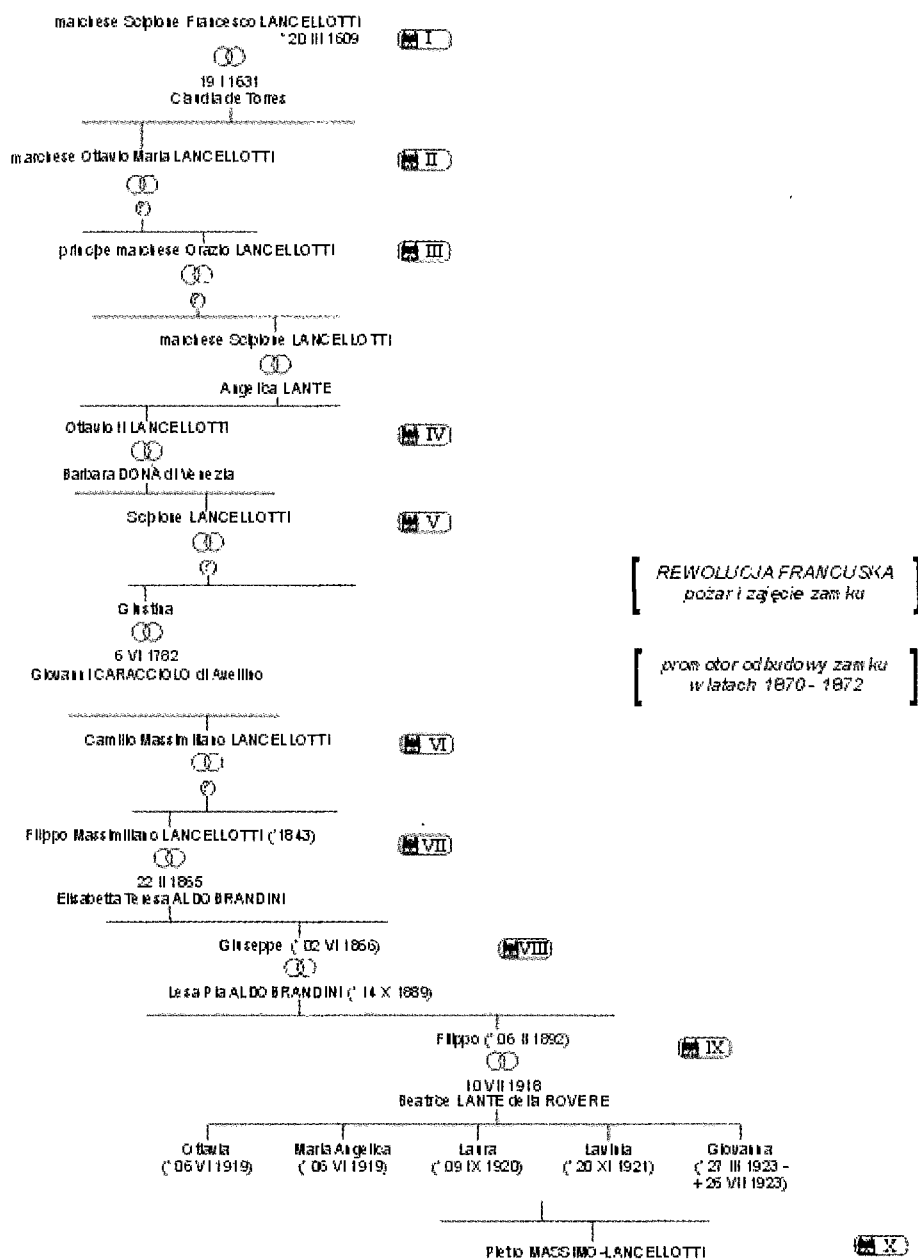 marchese Scipione Francesco LANCELLOTTI
* 20 III 1609
I
19 I 1631
Claudia de Torres
marchese Ottavio Maria LANCELLOTTI
II
?
principe marchese Orazio LANCELLOTTI
III
?
marchese Scipione LANCELLOTTI
Angelica LANTE
Ottavio II LANCELLOTTI
IV
Barbara DONA di Venezia
Scipione LANCELLOTTI
V
?
[ REWOLUCJA FRANCUSKA
pożar i zajęcie zamku ]
Giustina
6 VI 1782
Giovanni CARACCIOLO di Avellino
[ promotor odbudowy zamku
w latach 1870 - 1872 ]
Camillo Massimiliano LANCELLOTTI
VI
?
Filippo Massimiliano LANCELLOTTI (*1843)
VII
22 II 1865
Elisabetta Teresa ALDOBRANDINI
Giuseppe (* 02 VI 1866)
VIII
Lesa Pia ALDOBRANDINI (* 14 X 1889)
Filippo (* 06 II 1892)
IX
10 VII 1918
Beatrice LANTE della ROVERE
Ottavia
(* 06 VI 1919)
Maria Angelica
(* 06 VI 1919)
Laura
(* 09 IX 1920)
Lavinia
(* 20 XI 1921)
Giovanna
(* 27 III 1923 -
+ 26 VII 1923)
Pietro MASSIMO-LANCELLOTTI
X